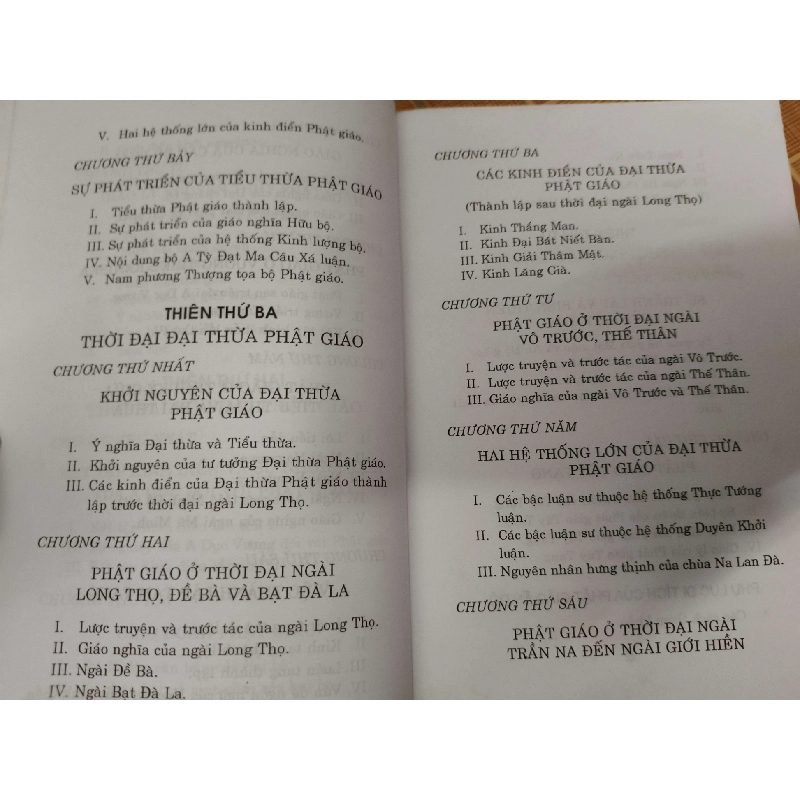 V. Hai hệ thống lớn của kinh điển Phật giáo.
CHƯƠNG THỨ BẢY
SỰ PHÁT TRIỂN CỦA TIỂU THỪA PHẬT GIÁO
I. Tiểu thừa Phật giáo thành lập.
II. Sự phát triển của giáo nghĩa Hữu bộ.
III. Sự phát triển của hệ thống Kinh lượng bộ.
IV. Nội dung bộ A Tỳ Đạt Ma Câu Xá luận.
V. Nam phương Thượng tọa bộ Phật giáo.
THIÊN THỨ BA
THỜI ĐẠI ĐẠI THỪA PHẬT GIÁO
CHƯƠNG THỨ NHẤT
KHỞI NGUYÊN CỦA ĐẠI THỪA
PHẬT GIÁO
I. Ý nghĩa Đại thừa và Tiểu thừa.
II. Khởi nguyên của tư tưởng Đại thừa Phật giáo.
III. Các kinh điển của Đại thừa Phật giáo thành
lập trước thời đại ngài Long Thọ.
CHƯƠNG THỨ HAI
PHẬT GIÁO Ở THỜI ĐẠI NGÀI
LONG THỌ, ĐỀ BÀ VÀ BẠT ĐÀ LA
I. Lược truyện và trước tác của ngài Long Thọ.
II. Giáo nghĩa của ngài Long Thọ.
III. Ngài Đề Bà.
IV. Ngài Bạt Đà La.
CHƯƠNG THỨ BA
CÁC KINH ĐIỂN CỦA ĐẠI THỪA
PHẬT GIÁO
(Thành lập sau thời đại ngài Long Thọ)
I. Kinh Thắng Man.
II. Kinh Đại Bát Niết Bàn.
III. Kinh Giải Thâm Mật.
IV. Kinh Lăng Già.
CHƯƠNG THỨ TƯ
PHẬT GIÁO Ở THỜI ĐẠI NGÀI
VÔ TRƯỚC, THẾ THÂN
I. Lược truyện và trước tác của ngài Vô Trước.
II. Lược truyện và trước tác của ngài Thế Thân.
III. Giáo nghĩa của ngài Vô Trước và Thế Thân.
CHƯƠNG THỨ NĂM
HAI HỆ THỐNG LỚN CỦA ĐẠI THỪA
PHẬT GIÁO
I. Các bậc luận sư thuộc hệ thống Thực Tướng
luận.
II. Các bậc luận sư thuộc hệ thống Duyên Khởi
luận.
III. Nguyên nhân hưng thịnh của chùa Na Lan Đà.
CHƯƠNG THỨ SÁU
PHẬT GIÁO Ở THỜI ĐẠI NGÀI
TRẦN NA ĐẾN NGÀI GIỚI HIỀN